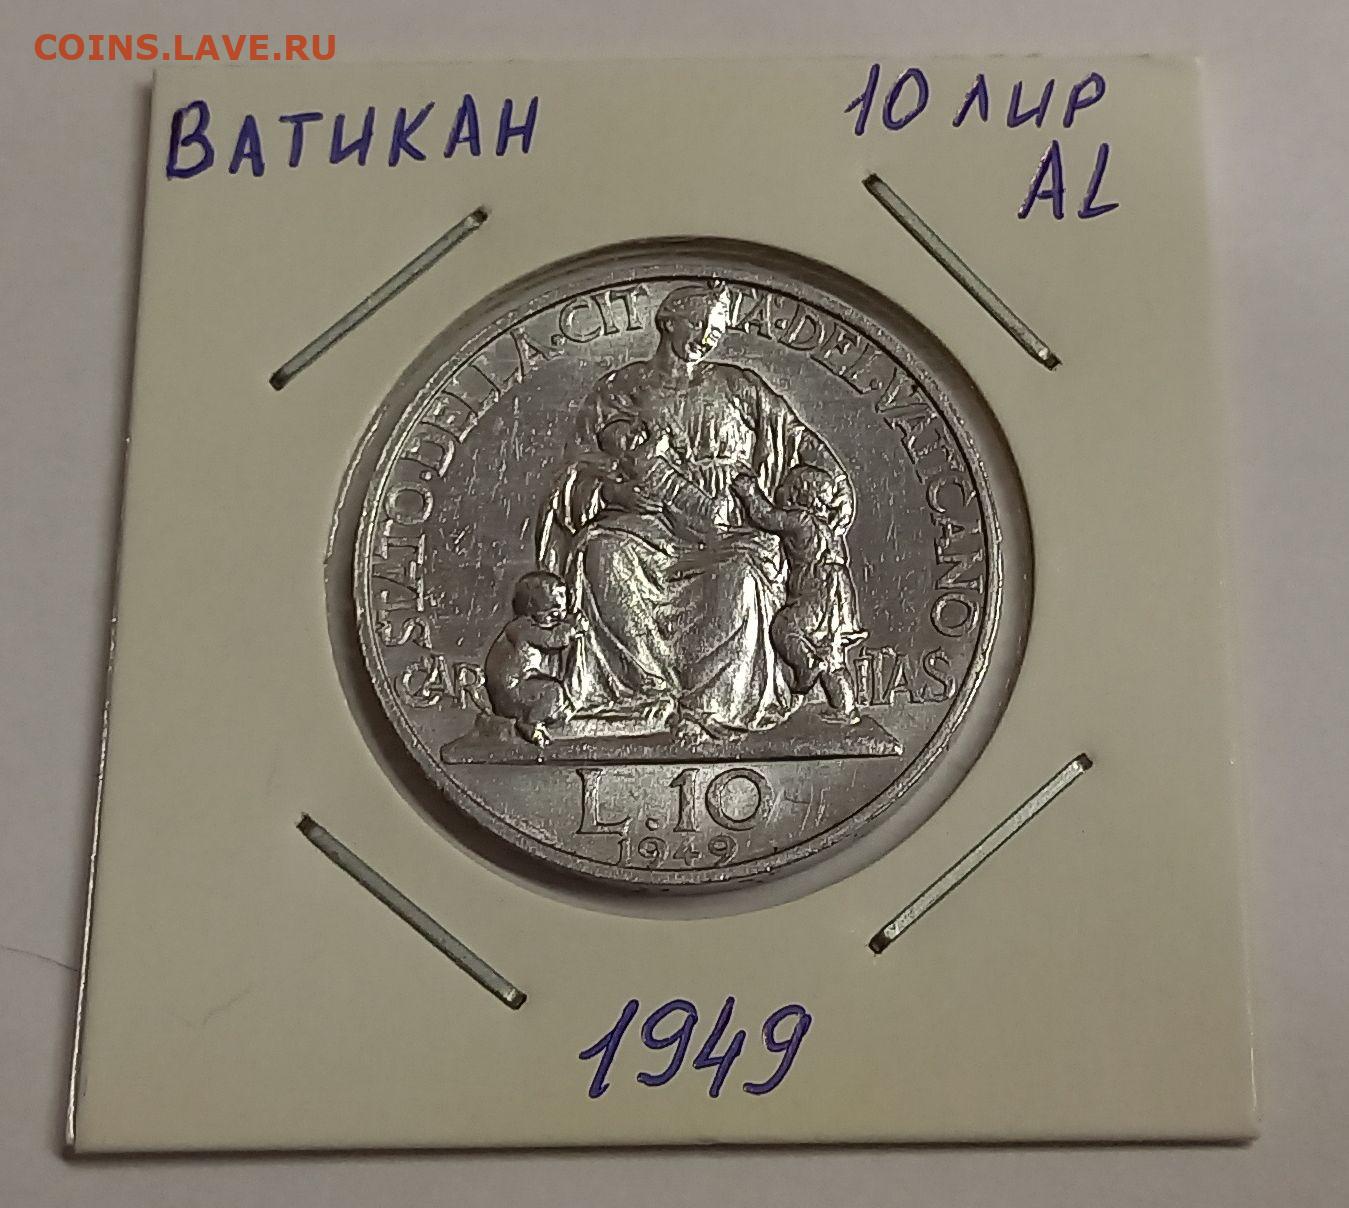 COINS.LAVE.RU
ВАТИКАН
10 ЛИР
AL
STATO·DELLA·CITTA·DEL·VATICANO
CARITAS
L.10
1949
1949